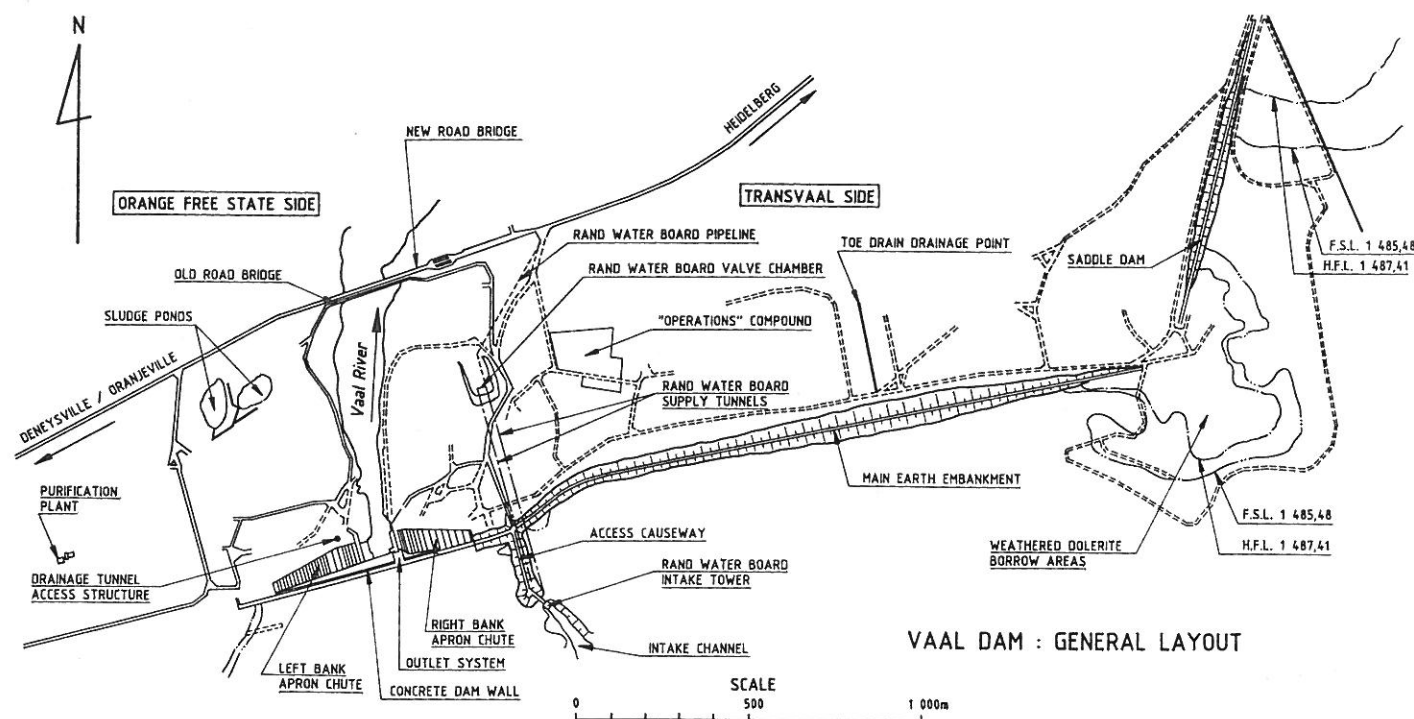 N
HEIDELBERG
NEW ROAD BRIDGE
ORANGE FREE STATE SIDE
TRANSVAAL SIDE
RAND WATER BOARD PIPELINE
TOE DRAIN DRAINAGE POINT
F.S.L. 1 485,48
H.F.L. 1 487,41
SADDLE DAM
OLD ROAD BRIDGE
RAND WATER BOARD VALVE CHAMBER
SLUDGE PONDS
"OPERATIONS" COMPOUND
Vaal River
DENEYSVILLE / ORANJEVILLE
RAND WATER BOARD
SUPPLY TUNNELS
MAIN EARTH EMBANKMENT
PURIFICATION
PLANT
F.S.L. 1 485,48
H.F.L. 1 487,41
ACCESS CAUSEWAY
WEATHERED DOLERITE
BORROW AREAS
RAND WATER BOARD
INTAKE TOWER
DRAINAGE TUNNEL
ACCESS STRUCTURE
RIGHT BANK
APRON CHUTE
INTAKE CHANNEL
VAAL DAM : GENERAL LAYOUT
LEFT BANK
APRON CHUTE
OUTLET SYSTEM
CONCRETE DAM WALL
SCALE
0 500 1 000m